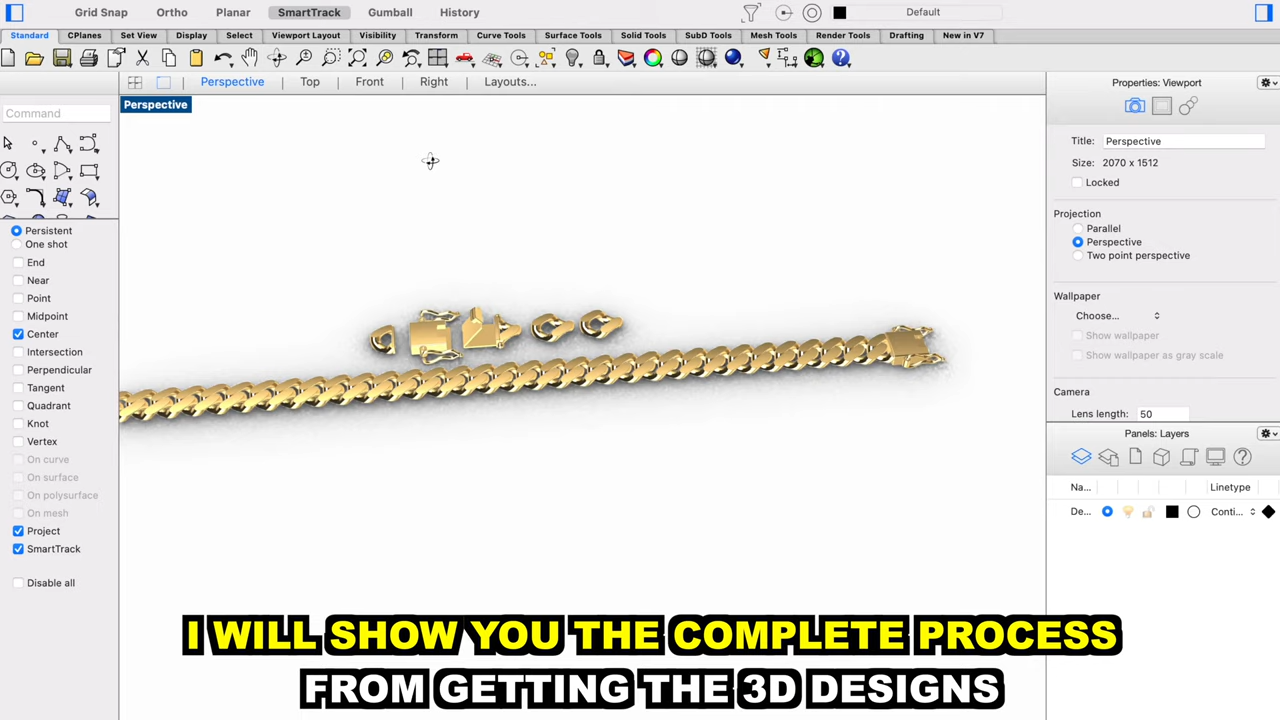 Grid Snap Ortho Planar SmartTrack Gumball History Default
Standard CPlanes Set View Display Select Viewport Layout Visibility Transform Curve Tools Surface Tools Solid Tools SubD Tools Mesh Tools Render Tools Drafting New in V7
Perspective Top Front Right Layouts...
Properties: Viewport
Perspective
Command
Title: Perspective
Size: 2070 x 1512
Locked
Projection
Parallel
Perspective
Two point perspective
Wallpaper
Choose...
Show wallpaper
Show wallpaper as gray scale
Camera
Lens length: 50
Panels: Layers
Na... Linetype
De... Conti...
Persistent
One shot
End
Near
Point
Midpoint
Center
Intersection
Perpendicular
Tangent
Quadrant
Knot
Vertex
On curve
On surface
On polysurface
On mesh
Project
SmartTrack
Disable all
I WILL SHOW YOU THE COMPLETE PROCESS
FROM GETTING THE 3D DESIGNS